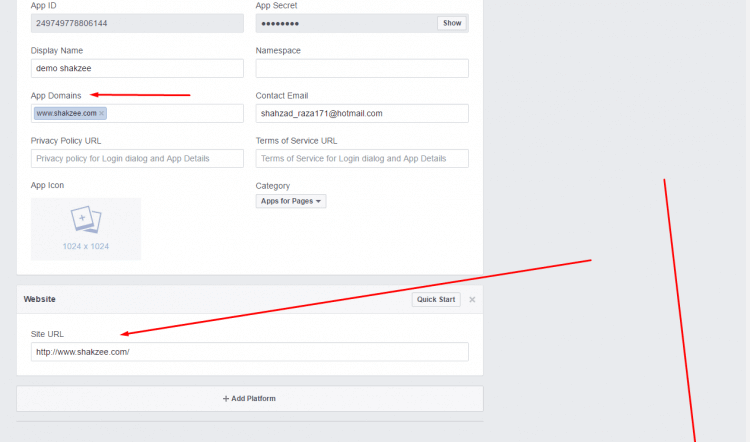 App ID
App Secret
249749778806144
●●●●●●●●
Show
Display Name
Namespace
demo shakzee
App Domains
Contact Email
www.shakzee.com ×
shahzad_raza171@hotmail.com
Privacy Policy URL
Terms of Service URL
Privacy policy for Login dialog and App Details
Terms of Service for Login dialog and App Details
App Icon
Category
Apps for Pages
1024 x 1024
Website
Quick Start
×
Site URL
http://www.shakzee.com/
+ Add Platform